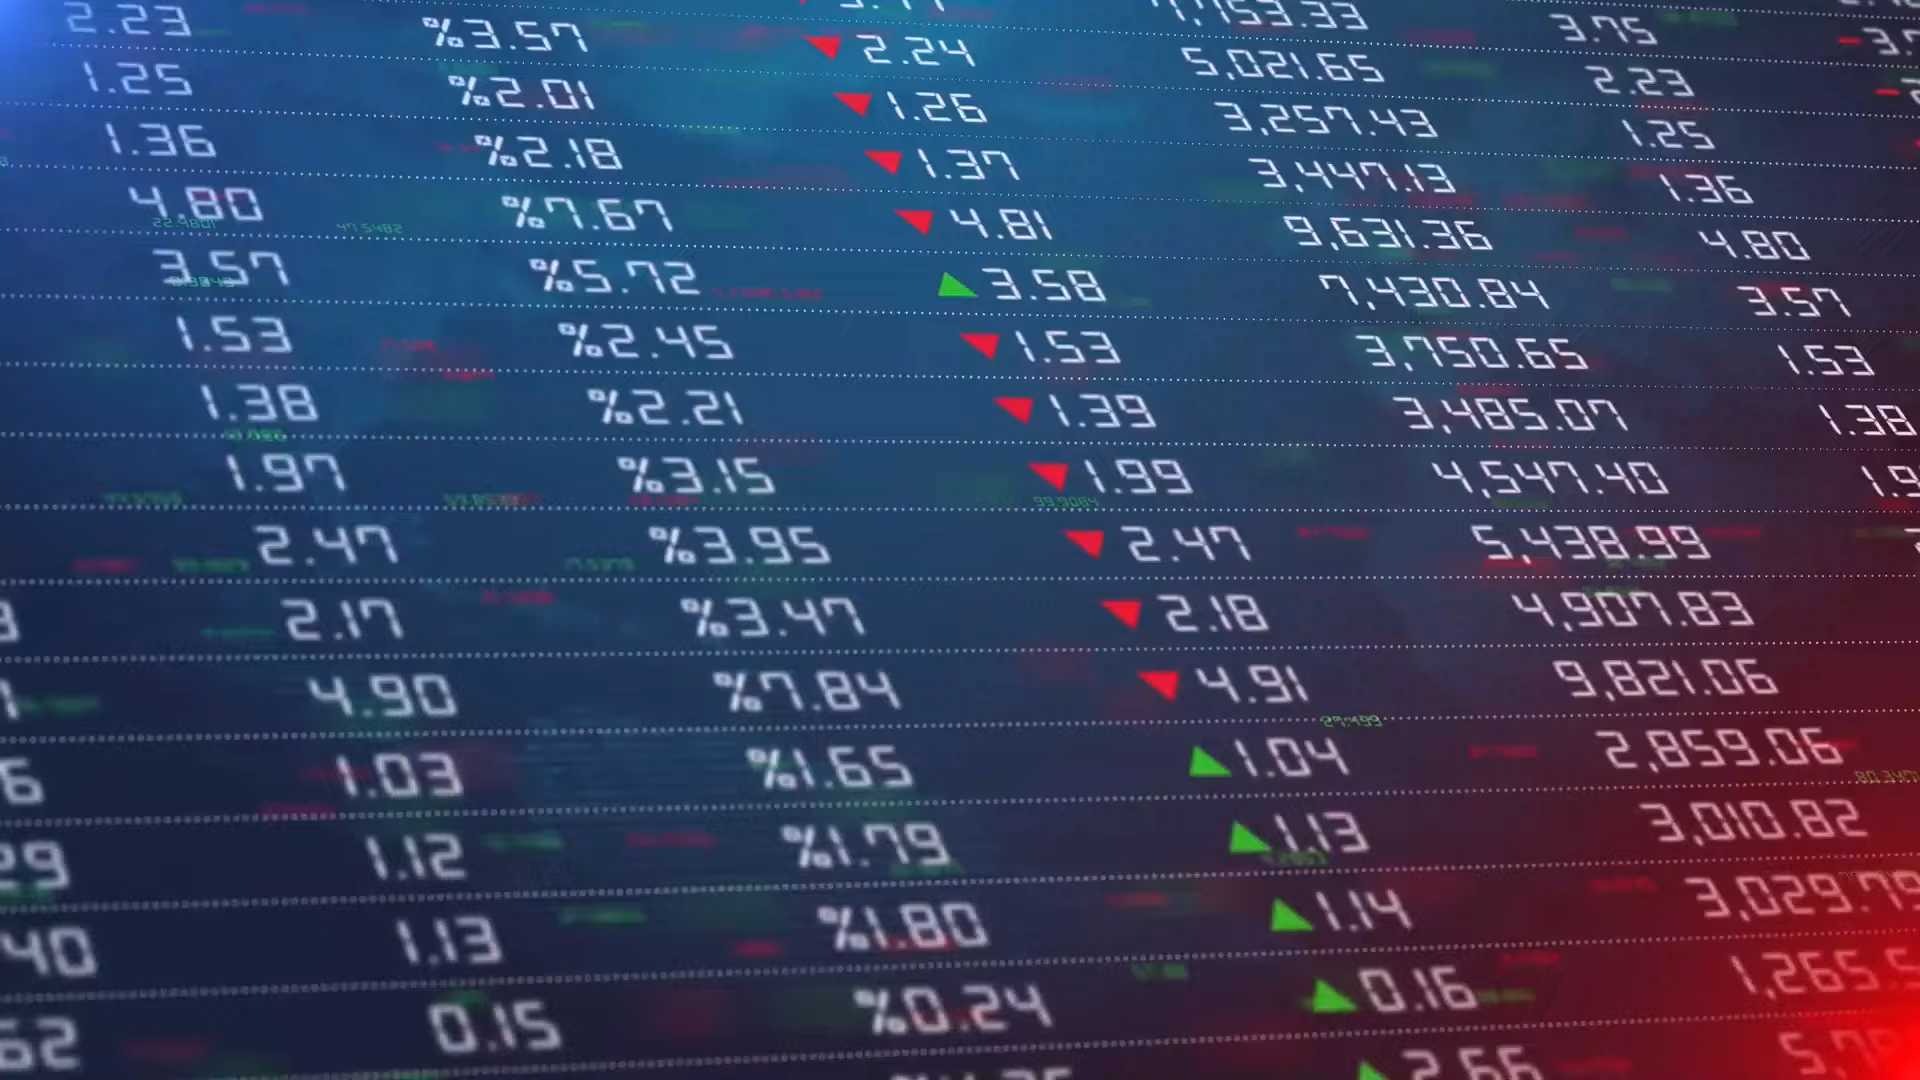 2.23 %3.57 2.24 5,021.65 2.23
1.25 %2.01 1.26 3,257.43 1.25
1.36 %2.18 1.37 3,447.13 1.36
4.80 %7.67 4.81 9,631.36 4.80
3.57 %5.72 3.58 7,430.84 3.57
1.53 %2.45 1.53 3,750.65 1.53
1.38 %2.21 1.39 3,485.07 1.38
1.97 %3.15 1.99 4,547.40
2.47 %3.95 2.47 5,438.99
2.17 %3.47 2.18 4,907.83
4.90 %7.84 4.91 9,821.06
1.03 %1.65 1.04 2,859.06
1.12 %1.79 1.13 3,010.82
1.13 %1.80 1.14 3,029.79
0.15 %0.24 0.16
2.66